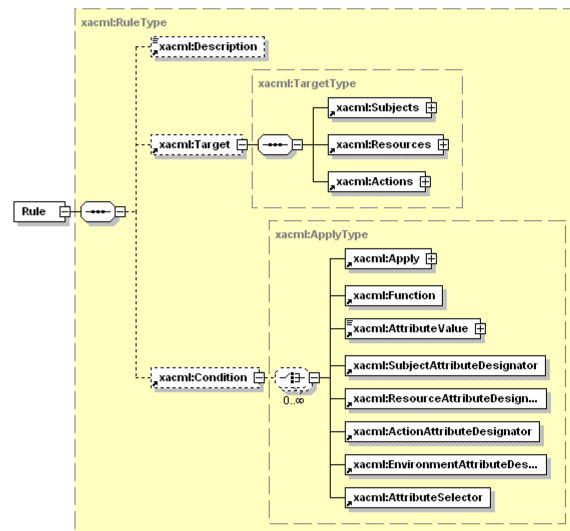 xacml:RuleType
xacml:Description
xacml:TargetType
xacml:Subjects
xacml:Target
xacml:Resources
xacml:Actions
Rule
xacml:ApplyType
xacml:Apply
xacml:Function
xacml:AttributeValue
xacml:Condition
xacml:SubjectAttributeDesignator
0..∞
xacml:ResourceAttributeDesign...
xacml:ActionAttributeDesignator
xacml:EnvironmentAttributeDes...
xacml:AttributeSelector